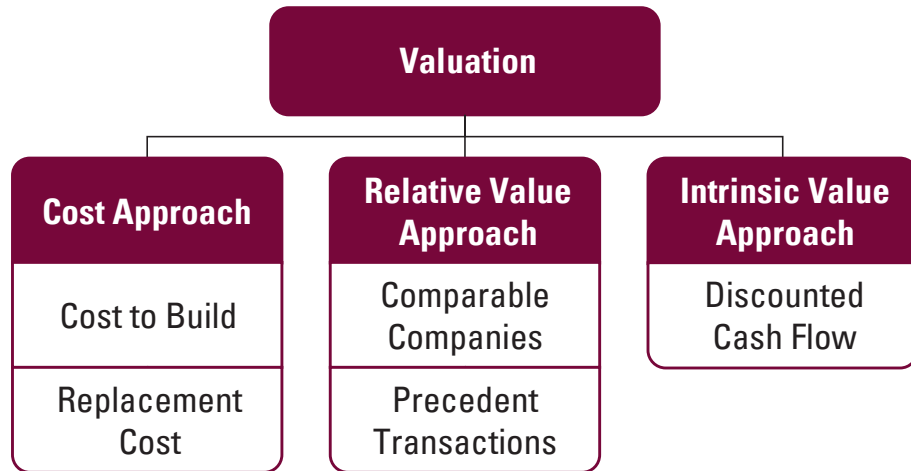 Valuation
Cost Approach
Cost to Build
Replacement
Cost
Relative Value
Approach
Comparable
Companies
Precedent
Transactions
Intrinsic Value
Approach
Discounted
Cash Flow